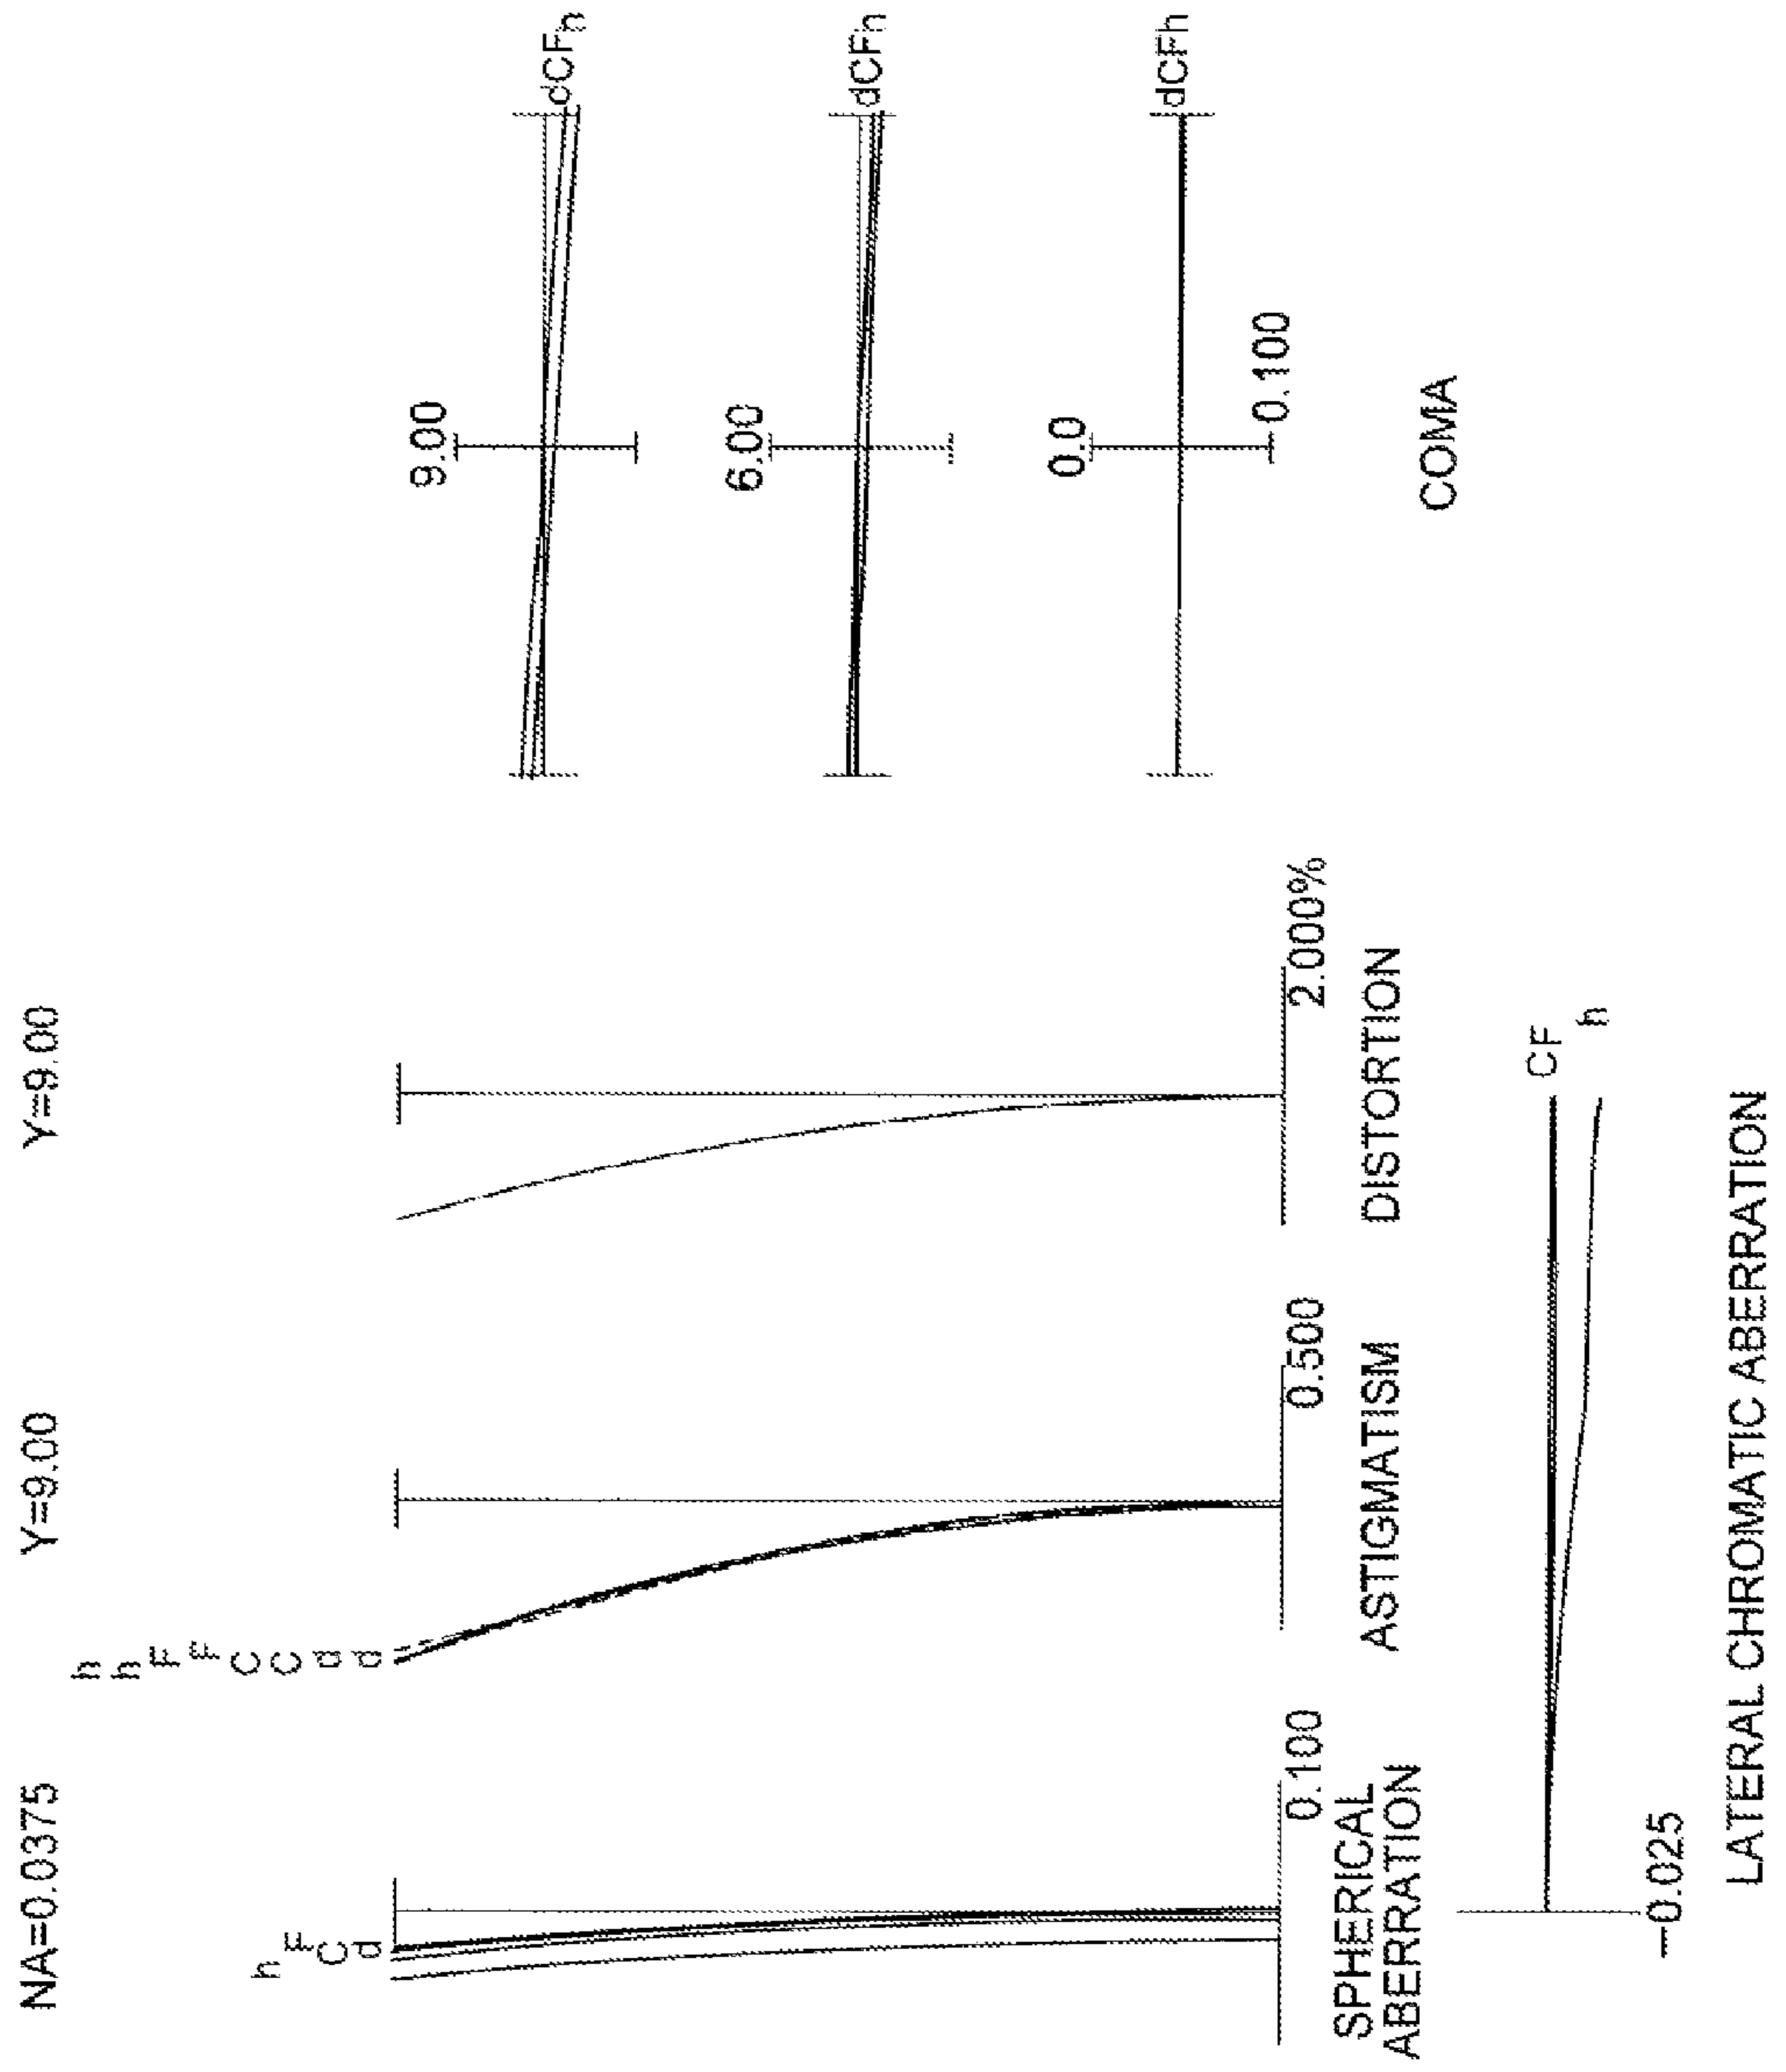 NA=0.0375
h
F
C
d
0.100
SPHERICAL
ABERRATION
Y=9.00
h
h
F
F
C
C
d
d
0.500
ASTIGMATISM
Y=9.00
2.000%
DISTORTION
9.00
dCFh
6.00
dCFh
0.0
dCFh
0.100
COMA
CF
h
-0.025
LATERAL CHROMATIC ABERRATION